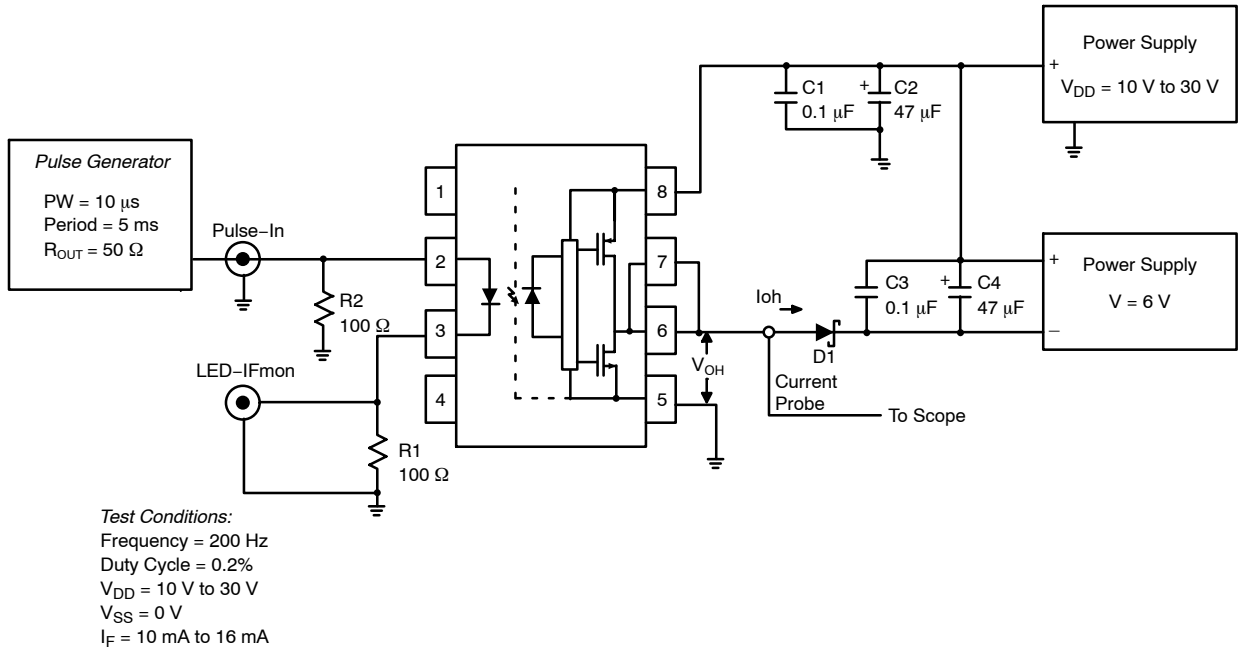 Power Supply
+
V_DD = 10 V to 30 V
C1
0.1 μF
+
C2
47 μF
Pulse Generator
PW = 10 μs
Period = 5 ms
R_OUT = 50 Ω
Pulse–In
R2
100 Ω
1
2
3
4
8
7
6
5
LED–IFmon
R1
100 Ω
V_OH
Ioh
D1
Current
Probe
To Scope
C3
0.1 μF
+
C4
47 μF
+
Power Supply
V = 6 V
–
Test Conditions:
Frequency = 200 Hz
Duty Cycle = 0.2%
V_DD = 10 V to 30 V
V_SS = 0 V
I_F = 10 mA to 16 mA